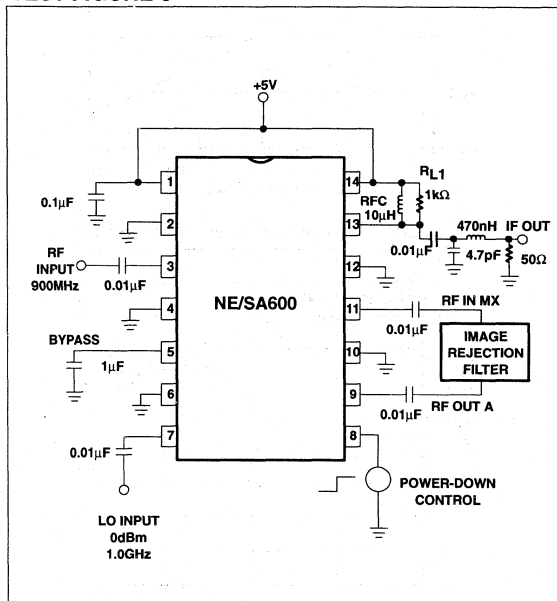 +5V
1
14
RL1
1kΩ
RFC
10µH
0.1µF
2
13
470nH
IF OUT
0.01µF
4.7pF
50Ω
RF
INPUT
900MHz
0.01µF
3
12
NE/SA600
4
11
RF IN MX
0.01µF
IMAGE
REJECTION
FILTER
BYPASS
1µF
5
10
6
9
0.01µF
RF OUT A
0.01µF
7
8
POWER-DOWN
CONTROL
LO INPUT
0dBm
1.0GHz